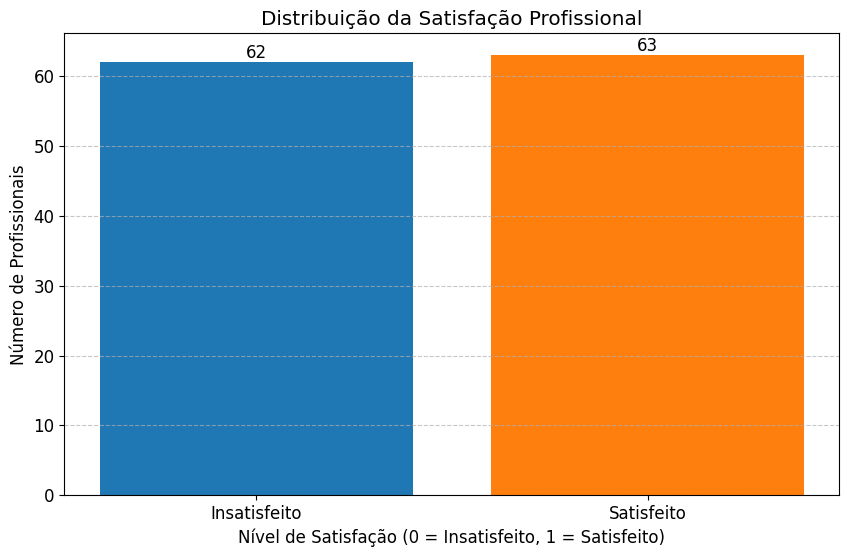 Distribuição da Satisfação Profissional
62
63
Número de Profissionais
60
50
40
30
20
10
0
Insatisfeito
Satisfeito
Nível de Satisfação (0 = Insatisfeito, 1 = Satisfeito)